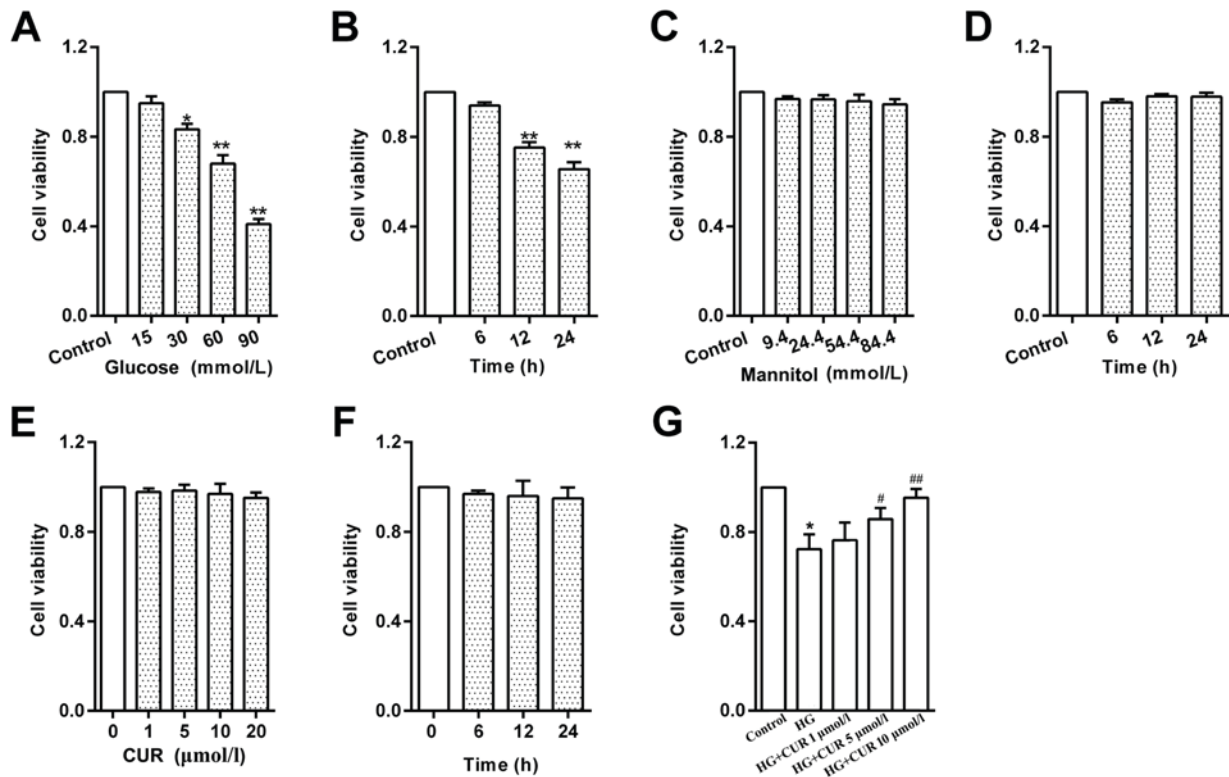 A
Cell viability
1.2
0.8
0.4
0.0
*
**
**
Control 15 30 60 90
Glucose (mmol/L)
B
Cell viability
1.2
0.8
0.4
0.0
**
**
Control 6 12 24
Time (h)
C
Cell viability
1.2
0.8
0.4
0.0
Control 9.4 24.4 54.4 84.4
Mannitol (mmol/L)
D
Cell viability
1.2
0.8
0.4
0.0
Control 6 12 24
Time (h)
E
Cell viability
1.2
0.8
0.4
0.0
0 1 5 10 20
CUR (μmol/l)
F
Cell viability
1.2
0.8
0.4
0.0
0 6 12 24
Time (h)
G
Cell viability
1.2
0.8
0.4
0.0
*
#
##
Control
HG
HG+CUR 1 μmol/l
HG+CUR 5 μmol/l
HG+CUR 10 μmol/l